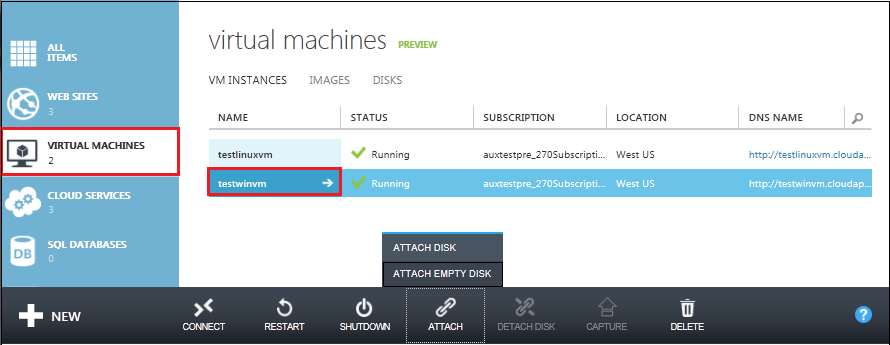 ALL
ITEMS
WEB SITES
3
VIRTUAL MACHINES
2
CLOUD SERVICES
3
SQL DATABASES
0
DB
virtual machines PREVIEW
VM INSTANCES IMAGES DISKS
NAME STATUS SUBSCRIPTION LOCATION DNS NAME
testlinuxvm Running auxtestpre_270Subscripti... West US http://testlinuxvm.cloudap...
testwinvm Running auxtestpre_270Subscripti... West US http://testwinvm.cloudap...
ATTACH DISK
ATTACH EMPTY DISK
NEW CONNECT RESTART SHUTDOWN ATTACH DETACH DISK CAPTURE DELETE ?